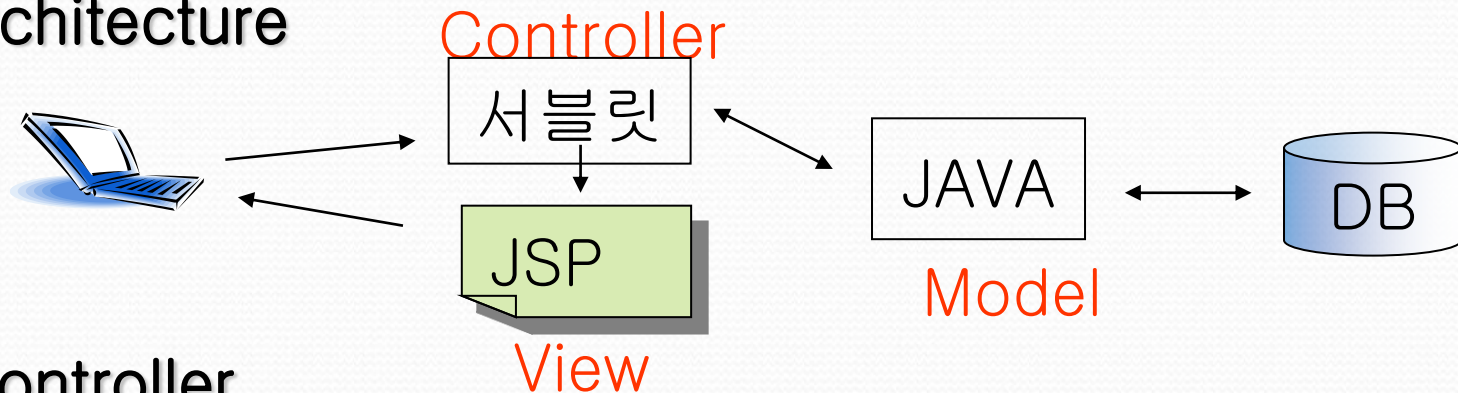 chitecture
Controller
서블릿
JAVA
DB
JSP
Model
View
ontroller